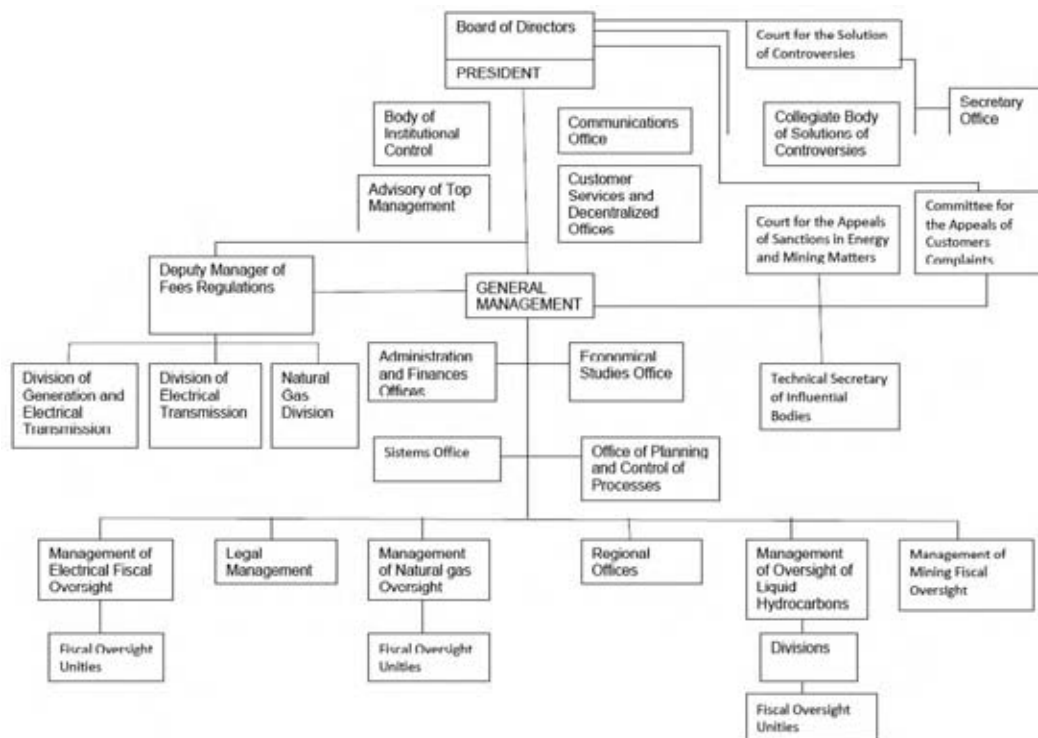 Board of Directors
PRESIDENT
Court for the Solution
of Controversies
Body of
Institutional
Control
Communications
Office
Collegiate Body
of Solutions of
Controversies
Secretary
Office
Advisory of Top
Management
Customer
Services and
Decentralized
Offices
Court for the Appeals
of Sanctions in Energy
and Mining Matters
Committee for
the Appeals of
Customers
Complaints
Deputy Manager of
Fees Regulations
GENERAL
MANAGEMENT
Division of
Generation and
Electrical
Transmission
Division of
Electrical
Transmission
Natural
Gas
Division
Administration
and Finances
Offices
Economical
Studies Office
Technical Secretary
of Influential
Bodies
Sistems Office
Office of Planning
and Control of
Processes
Management of
Electrical Fiscal
Ovorsight
Legal
Management
Management
of Natural gas
Oversight
Regional
Offices
Management
of Oversight of
Liquid
Hydrocarbons
Management of
Mining Fiscal
Oversight
Fiscal Oversight
Unities
Fiscal Oversight
Unities
Divisions
Fiscal Oversight
Unities